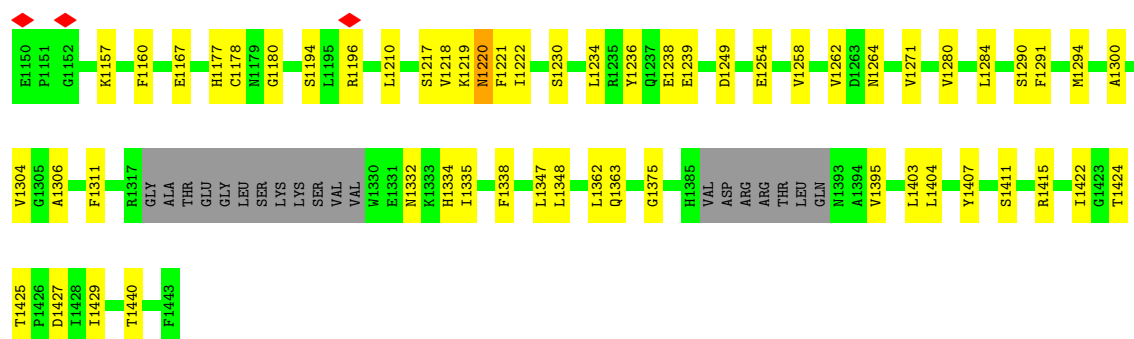 E1150 P1151 G1152 K1157 F1160 E1167 H1177 C1178 N1179 G1180 S1194 L1195 R1196 L1210 S1217 V1218 K1219 N1220 F1221 I1222 S1230 L1234 R1235 Y1236 Q1237 E1238 E1239 D1249 E1254 V1258 V1262 D1263 N1264 V1271 V1280 L1284 S1290 F1291 M1294 A1300
V1304 G1305 A1306 F1311 R1317 GLY ALA THR GLU GLY LEU SER LYS LYS SER VAL VAL W1330 E1331 N1332 K1333 H1334 I1335 F1338 L1347 L1348 L1362 Q1363 G1375 H1385 VAL ASP ARG ARG THR LEU GLN N1393 A1394 V1395 L1403 L1404 Y1407 S1411 R1415 I1422 G1423 T1424
T1425 P1426 D1427 I1428 I1429 T1440 F1443